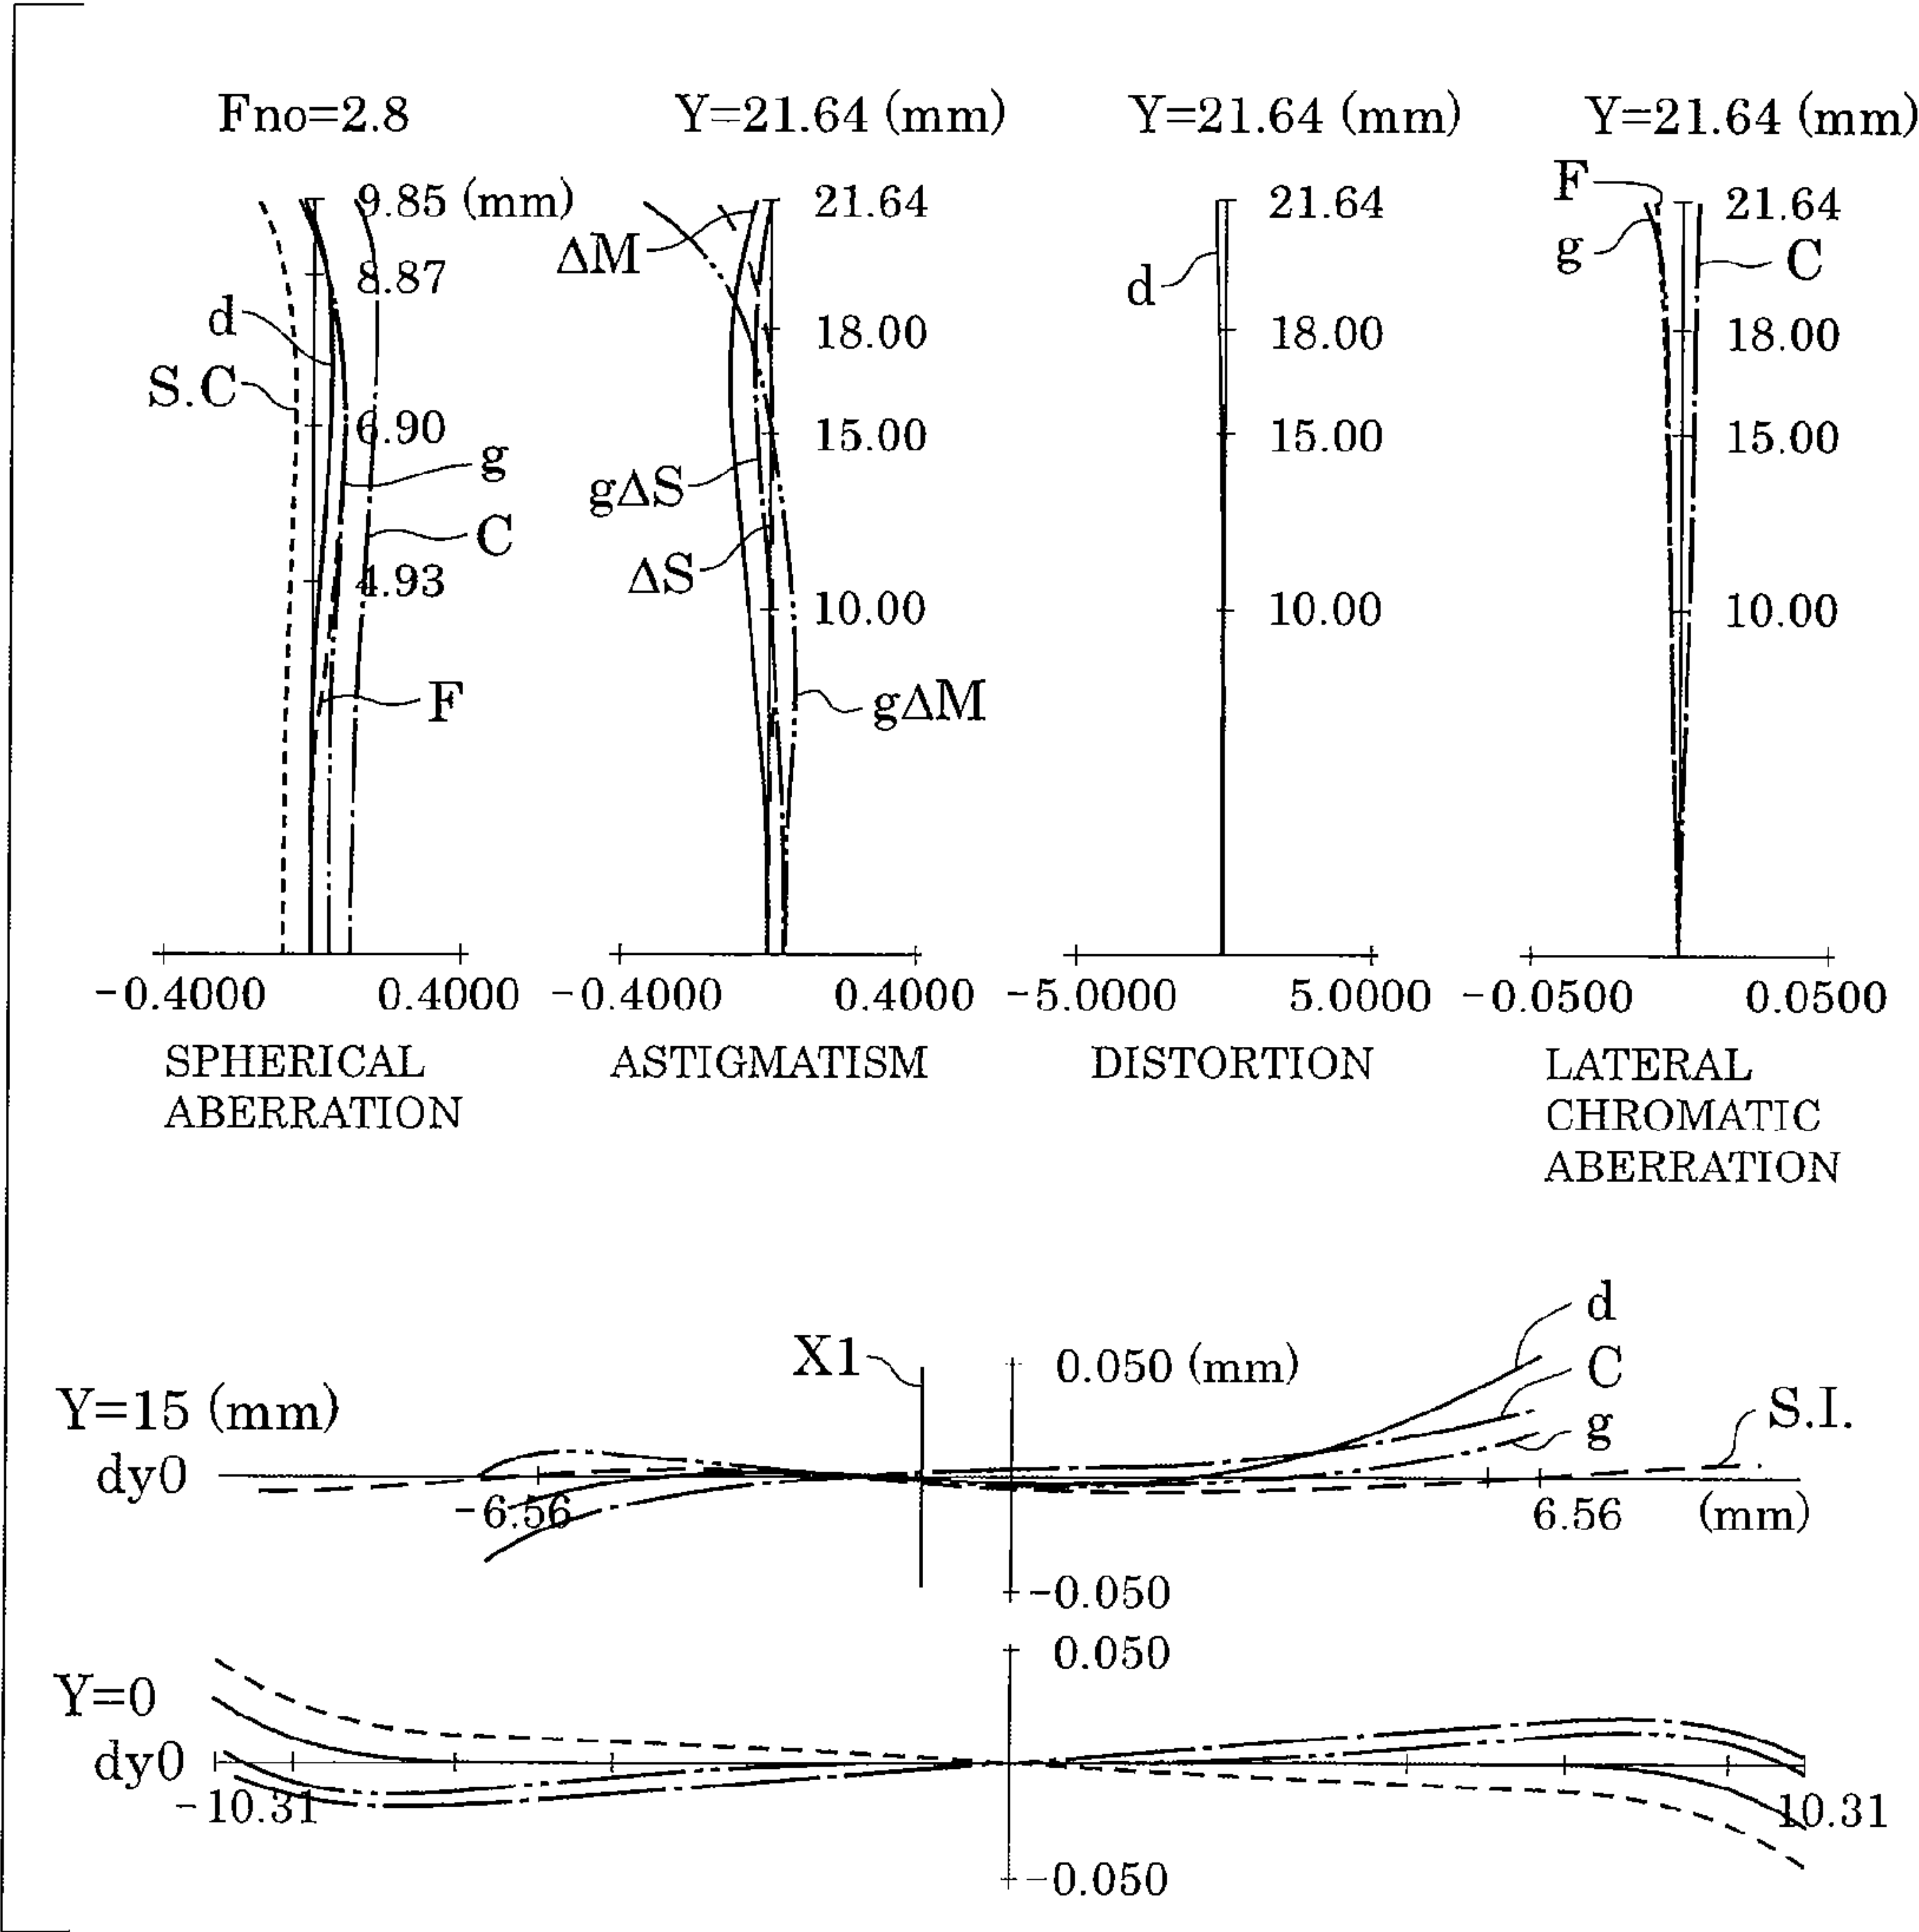 Fno=2.8
9.85 (mm)
8.87
d
S.C
6.90
g
C
4.93
F
-0.4000 0.4000
SPHERICAL
ABERRATION
Y=21.64 (mm)
21.64
ΔM
18.00
15.00
gΔS
ΔS
10.00
gΔM
-0.4000 0.4000
ASTIGMATISM
Y=21.64 (mm)
21.64
d
18.00
15.00
10.00
-5.0000 5.0000
DISTORTION
Y=21.64 (mm)
F
21.64
g
C
18.00
15.00
10.00
-0.0500 0.0500
LATERAL
CHROMATIC
ABERRATION
d
X1
0.050 (mm)
C
Y=15 (mm)
S.I.
g
dy0
-6.56
6.56 (mm)
-0.050
0.050
Y=0
dy0
-10.31
10.31
-0.050